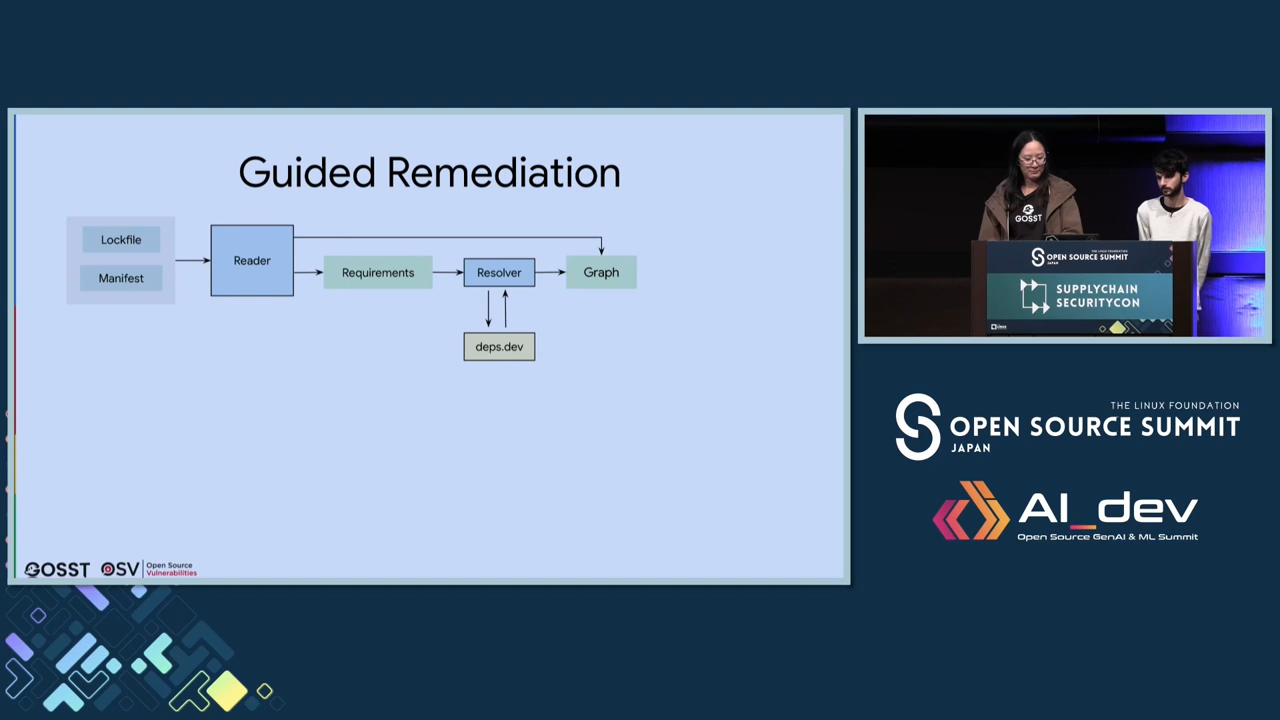 Guided Remediation
Lockfile
Manifest
Reader
Requirements
Resolver
Graph
deps.dev
GOSST
OSV
Open Source
Vulnerabilities
GOSST
OPEN SOURCE SUMMIT
JAPAN
SUPPLYCHAIN
SECURITYCON
THE LINUX FOUNDATION
OPEN SOURCE SUMMIT
JAPAN
AI_dev
Open Source GenAI & ML Summit